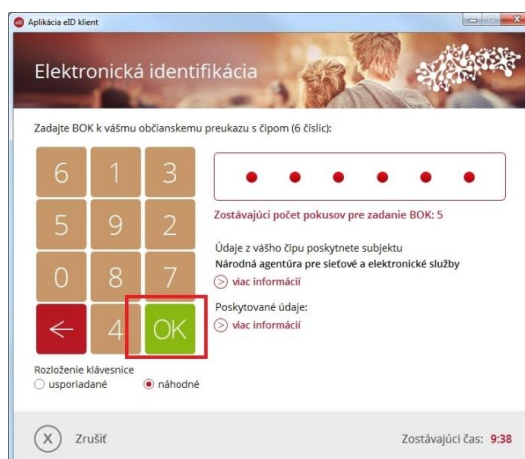 Aplikácia eID klient
Elektronická identifikácia
Zadajte BOK k vášmu občianskemu preukazu s čipom (6 číslic):
6 1 3
5 9 2
0 8 7
4 OK
Zostávajúci počet pokusov pre zadanie BOK: 5
Údaje z vášho čipu poskytnete subjektu
Národná agentúra pre sieťové a elektronické služby
viac informácií
Poskytované údaje:
viac informácií
Rozloženie klávesnice
usporiadané náhodné
X Zrušiť
Zostávajúci čas: 9:38